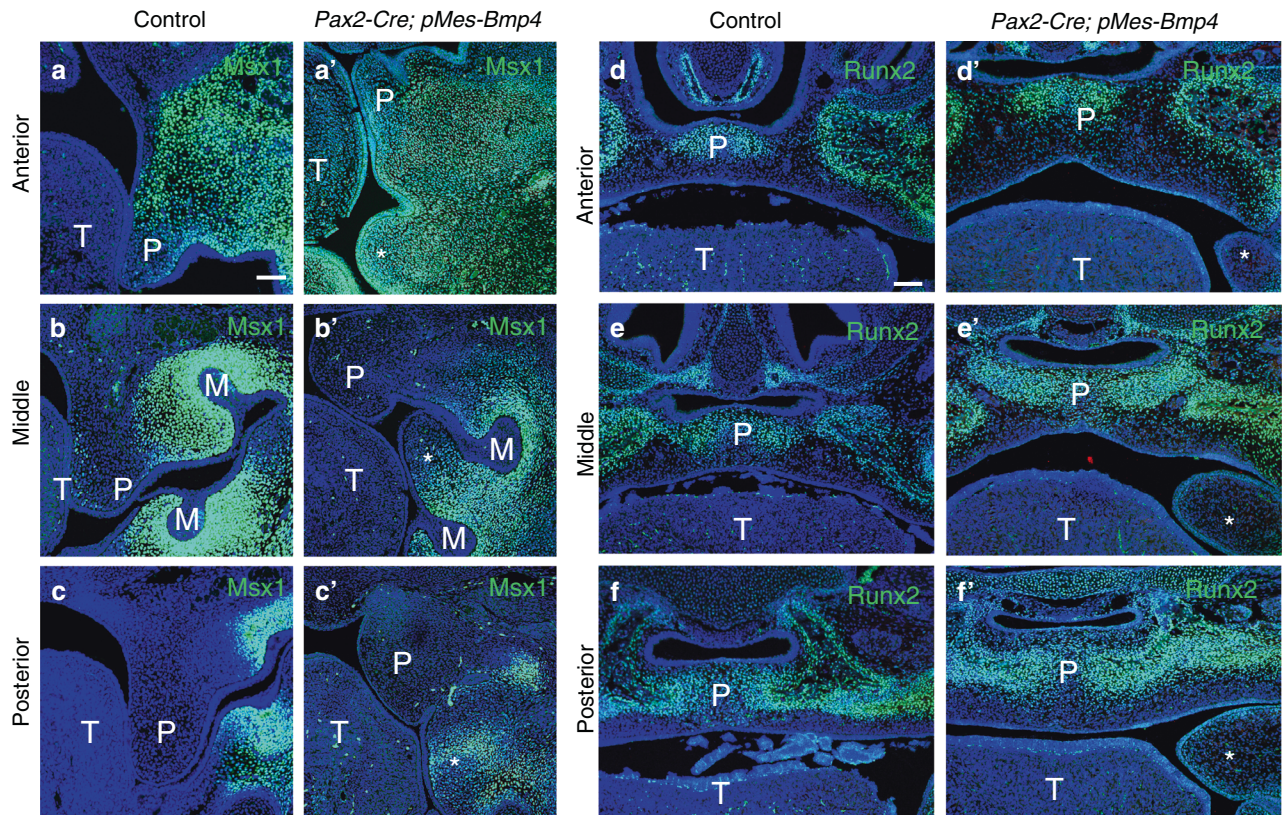 Control
Pax2-Cre; pMes-Bmp4
Control
Pax2-Cre; pMes-Bmp4
Anterior
a
Msx1
T
P
a'
Msx1
P
T
*
Anterior
d
Runx2
P
T
d'
Runx2
P
T
*
Middle
b
Msx1
M
T
P
M
b'
Msx1
P
M
*
T
M
Middle
e
Runx2
P
T
e'
Runx2
P
T
*
Posterior
c
Msx1
T
P
c'
Msx1
P
T
*
Posterior
f
Runx2
P
T
f'
Runx2
P
T
*